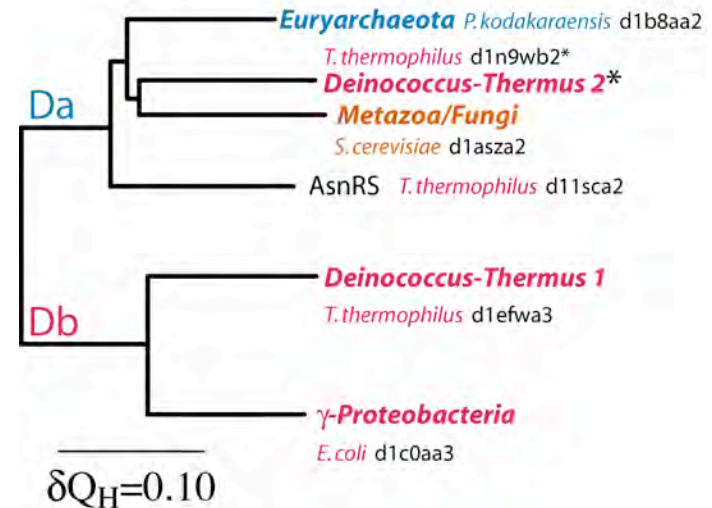 Euryarchaeota P. kodakaraensis d1b8aa2
T. thermophilus d1n9wb2*
Deinococcus-Thermus 2*
Da
Metazoa/Fungi
S. cerevisiae d1asza2
AsnRS T. thermophilus d11sca2
Deinococcus-Thermus 1
Db
T. thermophilus d1efwa3
γ-Proteobacteria
E. coli d1c0aa3
δQH=0.10